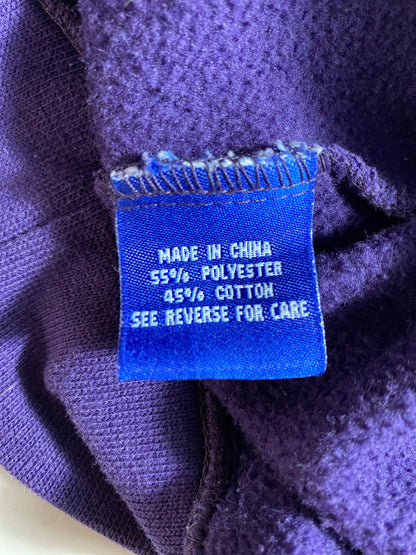 MADE IN CHINA
55% POLYESTER
45% COTTON
SEE REVERSE FOR CARE